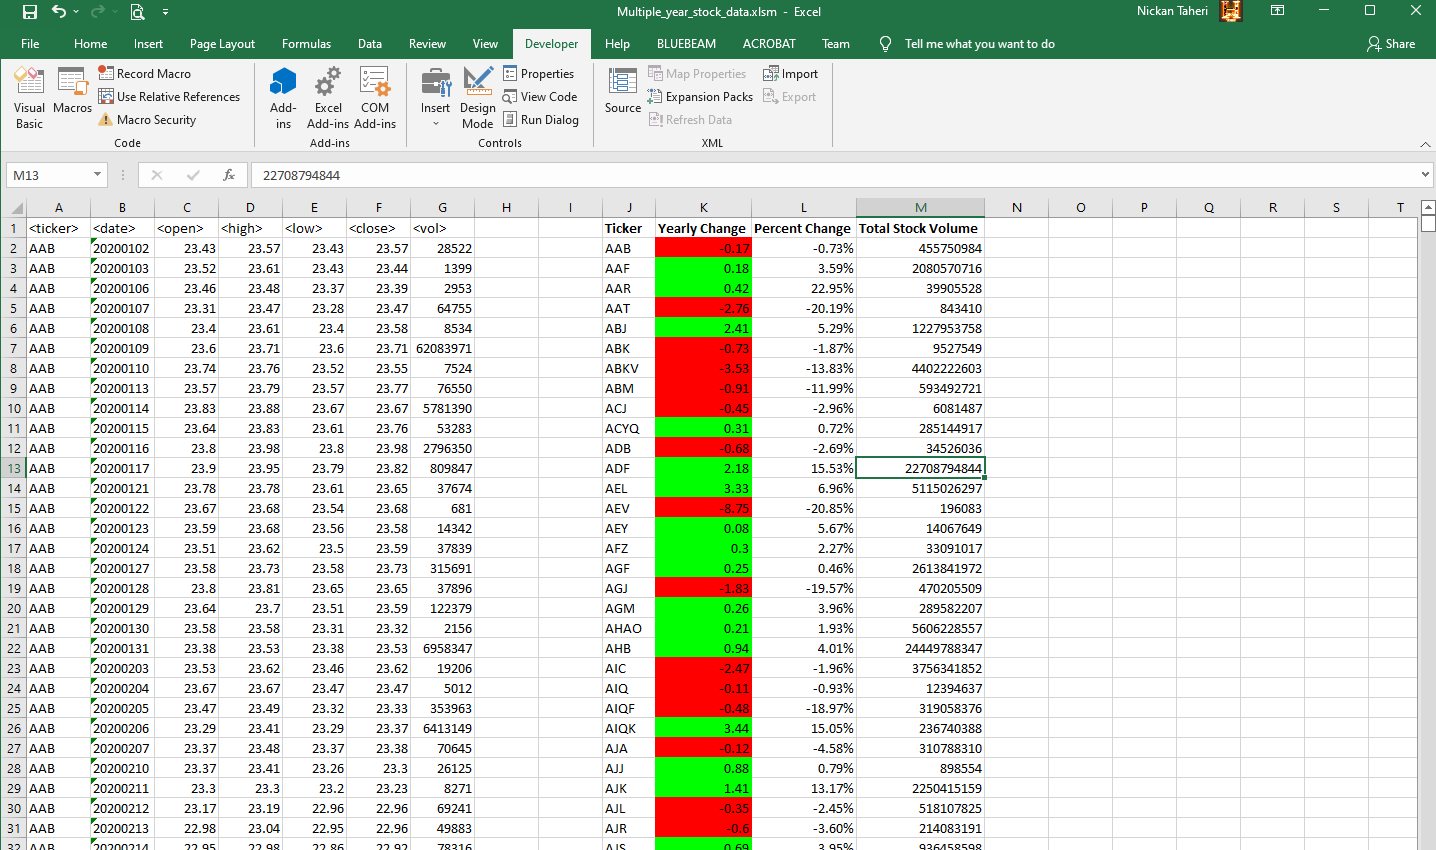 Multiple_year_stock_data.xlsm - Excel
Nickan Taheri
File Home Insert Page Layout Formulas Data Review View Developer Help BLUEBEAM ACROBAT Team Tell me what you want to do Share
Visual Basic
Macros
Record Macro
Use Relative References
Macro Security
Code
Add-ins
Excel Add-ins
COM Add-ins
Add-ins
Insert
Design Mode
Properties
View Code
Run Dialog
Controls
Source
Map Properties
Expansion Packs
Refresh Data
Import
Export
XML
M13 fx 22708794844
A B C D E F G H I J K L M N O P Q R S T
1 <ticker> <date> <open> <high> <low> <close> <vol> Ticker Yearly Change Percent Change Total Stock Volume
2 AAB 20200102 23.43 23.57 23.43 23.57 28522 AAB -0.17 -0.73% 455750984
3 AAB 20200103 23.52 23.61 23.43 23.44 1399 AAF 0.18 3.59% 2080570716
4 AAB 20200106 23.46 23.48 23.37 23.39 2953 AAR 0.42 22.95% 39905528
5 AAB 20200107 23.31 23.47 23.28 23.47 64755 AAT -2.76 -20.19% 843410
6 AAB 20200108 23.4 23.61 23.4 23.58 8534 ABJ 2.41 5.29% 1227953758
7 AAB 20200109 23.6 23.71 23.6 23.71 62083971 ABK -0.73 -1.87% 9527549
8 AAB 20200110 23.74 23.76 23.52 23.55 7524 ABKV -3.53 -13.83% 4402222603
9 AAB 20200113 23.57 23.79 23.57 23.77 76550 ABM -0.91 -11.99% 593492721
10 AAB 20200114 23.83 23.88 23.67 23.67 5781390 ACJ -0.45 -2.96% 6081487
11 AAB 20200115 23.64 23.83 23.61 23.76 53283 ACYQ 0.31 0.72% 285144917
12 AAB 20200116 23.8 23.98 23.8 23.98 2796350 ADB -0.68 -2.69% 34526036
13 AAB 20200117 23.9 23.95 23.79 23.82 809847 ADF 2.18 15.53% 22708794844
14 AAB 20200121 23.78 23.78 23.61 23.65 37674 AEL 3.33 6.96% 5115026297
15 AAB 20200122 23.67 23.68 23.54 23.68 681 AEV -8.75 -20.85% 196083
16 AAB 20200123 23.59 23.68 23.56 23.58 14342 AEY 0.08 5.67% 14067649
17 AAB 20200124 23.51 23.62 23.5 23.59 37839 AFZ 0.3 2.27% 33091017
18 AAB 20200127 23.58 23.73 23.58 23.73 315691 AGF 0.25 0.46% 2613841972
19 AAB 20200128 23.8 23.81 23.65 23.65 37896 AGJ -1.83 -19.57% 470205509
20 AAB 20200129 23.64 23.7 23.51 23.59 122379 AGM 0.26 3.96% 289582207
21 AAB 20200130 23.58 23.58 23.31 23.32 2156 AHAO 0.21 1.93% 5606228557
22 AAB 20200131 23.38 23.53 23.38 23.53 6958347 AHB 0.94 4.01% 24449788347
23 AAB 20200203 23.53 23.62 23.46 23.62 19206 AIC -2.47 -1.96% 3756341852
24 AAB 20200204 23.67 23.67 23.47 23.47 5012 AIQ -0.11 -0.93% 12394637
25 AAB 20200205 23.47 23.49 23.32 23.33 353963 AIQF -0.48 -18.97% 319058376
26 AAB 20200206 23.29 23.41 23.29 23.37 6413149 AIQK 3.44 15.05% 236740388
27 AAB 20200207 23.37 23.48 23.37 23.38 70645 AJA -0.12 -4.58% 310788310
28 AAB 20200210 23.37 23.41 23.26 23.3 26125 AJJ 0.88 0.79% 898554
29 AAB 20200211 23.3 23.3 23.2 23.23 8271 AJK 1.41 13.17% 2250415159
30 AAB 20200212 23.17 23.19 22.96 22.96 69241 AJL -0.35 -2.45% 518107825
31 AAB 20200213 22.98 23.04 22.95 22.96 49883 AJR -0.6 -3.60% 214083191
32 AAB 20200214 22.95 22.98 22.86 22.92 78316 AJS 0.69 3.95% 936458598